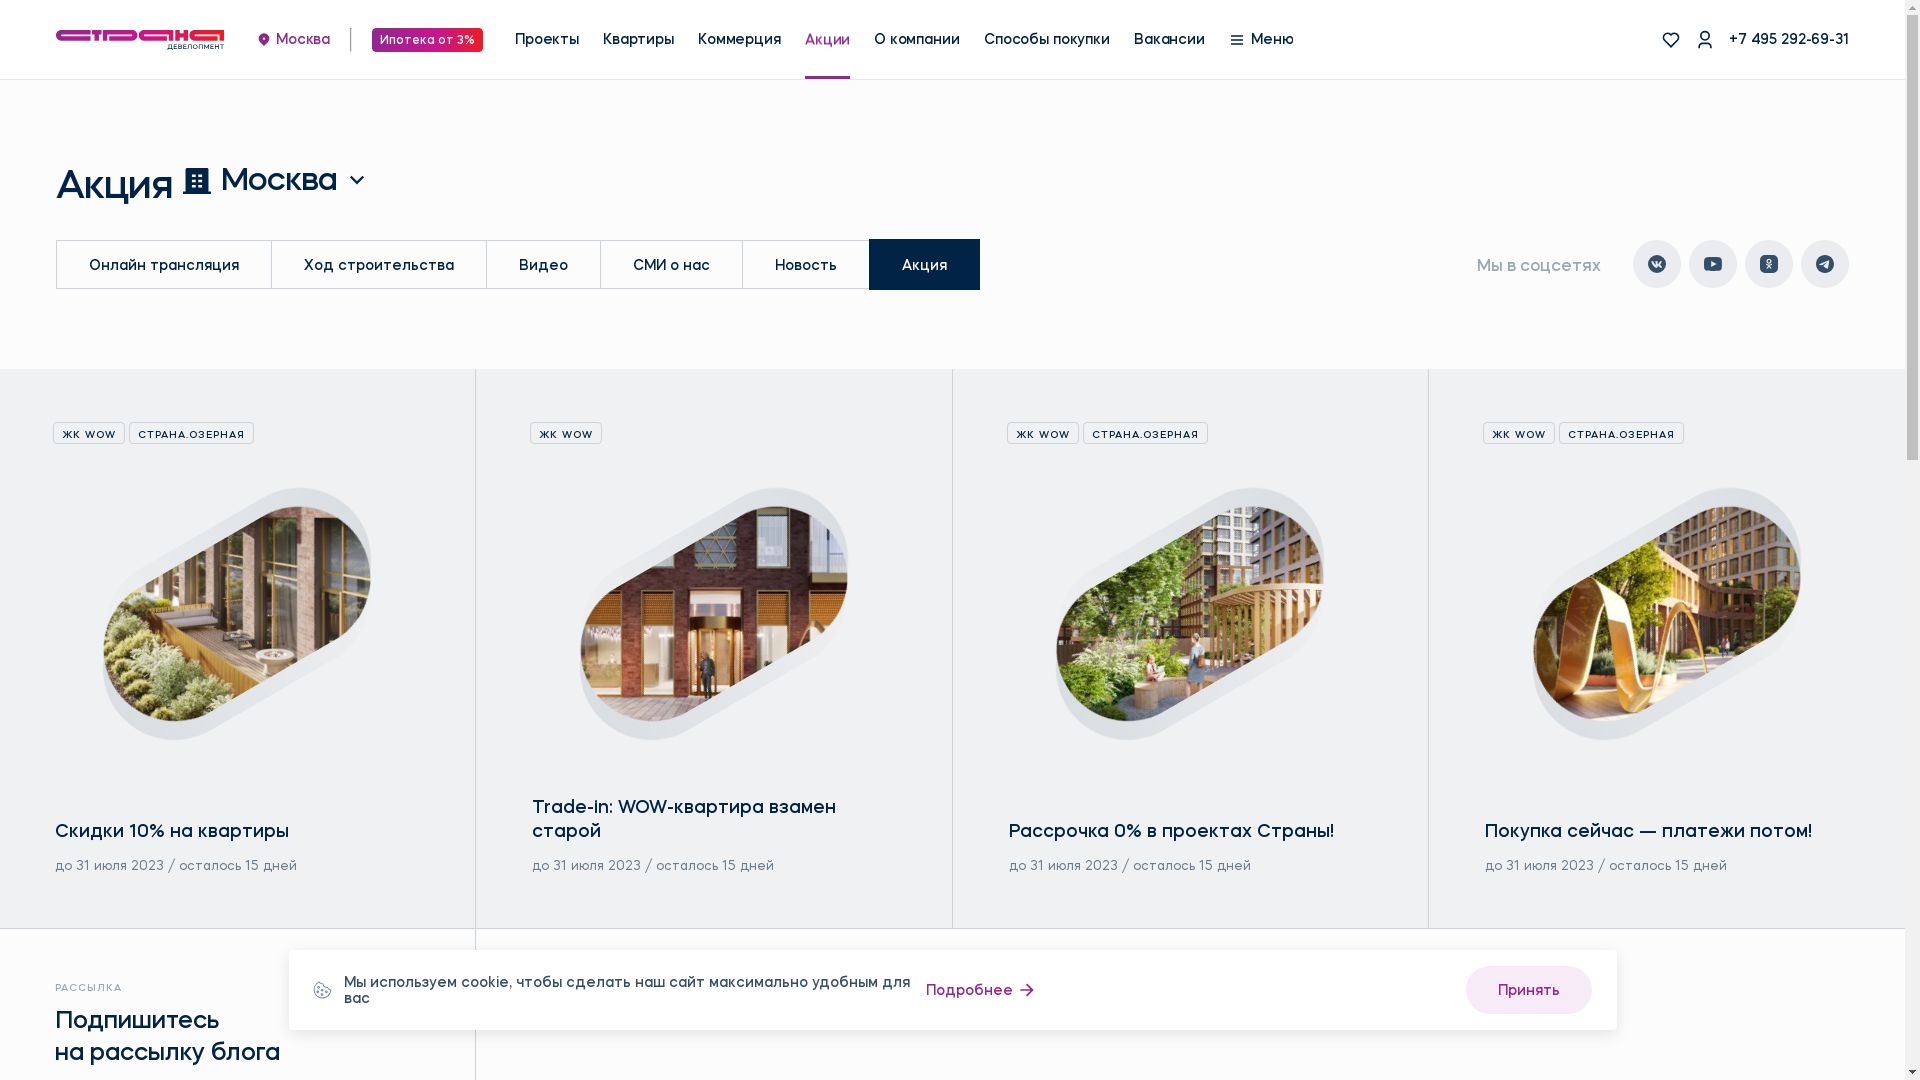 СТРАНА
ДЕВЕЛОПМЕНТ
Москва
Ипотека от 3%
Проекты
Квартиры
Коммерция
Акции
О компании
Способы покупки
Вакансии
Меню
+7 495 292-69-31
Акция Москва
Онлайн трансляция
Ход строительства
Видео
СМИ о нас
Новость
Акция
Мы в соцсетях
ЖК WOW
СТРАНА.ОЗЕРНАЯ
Скидки 10% на квартиры
до 31 июля 2023 / осталось 15 дней
ЖК WOW
Trade-in: WOW-квартира взамен
старой
до 31 июля 2023 / осталось 15 дней
ЖК WOW
СТРАНА.ОЗЕРНАЯ
Рассрочка 0% в проектах Страны!
до 31 июля 2023 / осталось 15 дней
ЖК WOW
СТРАНА.ОЗЕРНАЯ
Покупка сейчас — платежи потом!
до 31 июля 2023 / осталось 15 дней
РАССЫЛКА
Подпишитесь
на рассылку блога
Мы используем cookie, чтобы сделать наш сайт максимально удобным для
вас
Подробнее
Принять